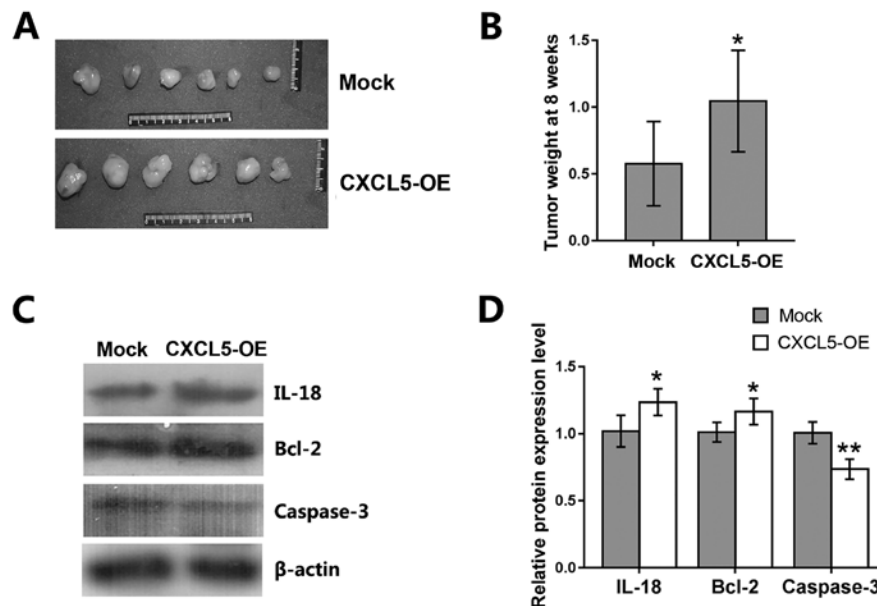 A
Mock
CXCL5-OE
B
Tumor weight at 8 weeks
1.5
1.0
0.5
0.0
*
Mock CXCL5-OE
C
Mock CXCL5-OE
IL-18
Bcl-2
Caspase-3
β-actin
D
Mock
CXCL5-OE
Relative protein expression level
1.5
1.0
0.5
0.0
* * **
IL-18 Bcl-2 Caspase-3